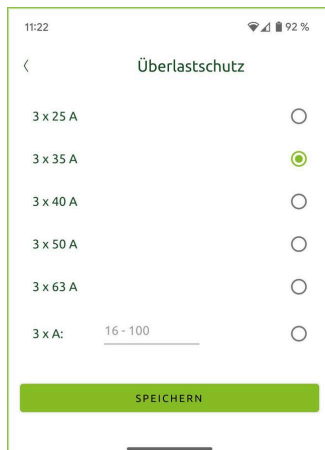 11:22
92 %
Überlastschutz
3 x 25 A
3 x 35 A
3 x 40 A
3 x 50 A
3 x 63 A
3 x A: 16 - 100
SPEICHERN